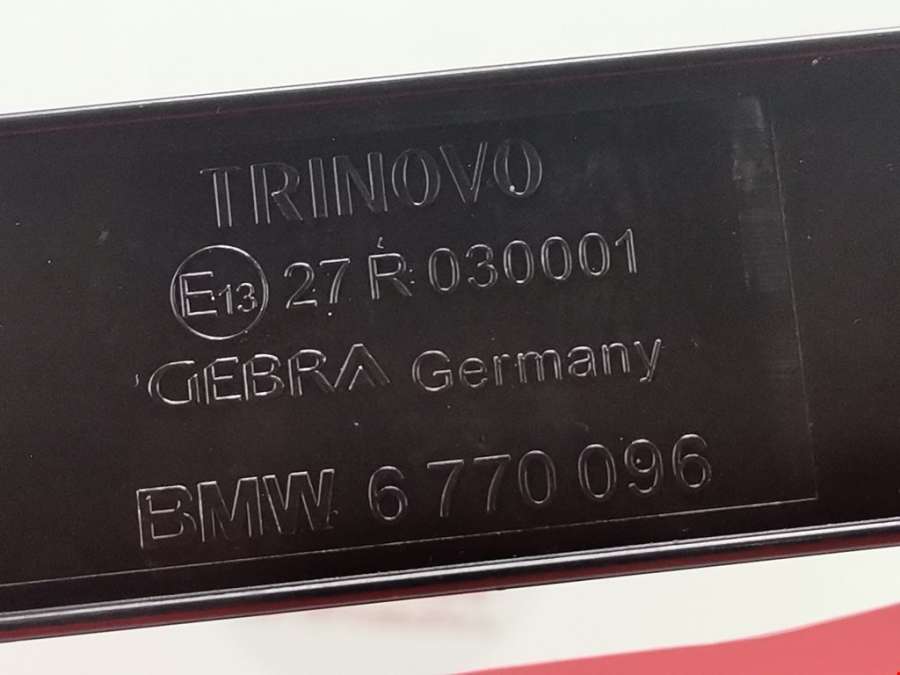 TRINOVO
E13 27 R 030001
GEBRA Germany
BMW 6 770 096